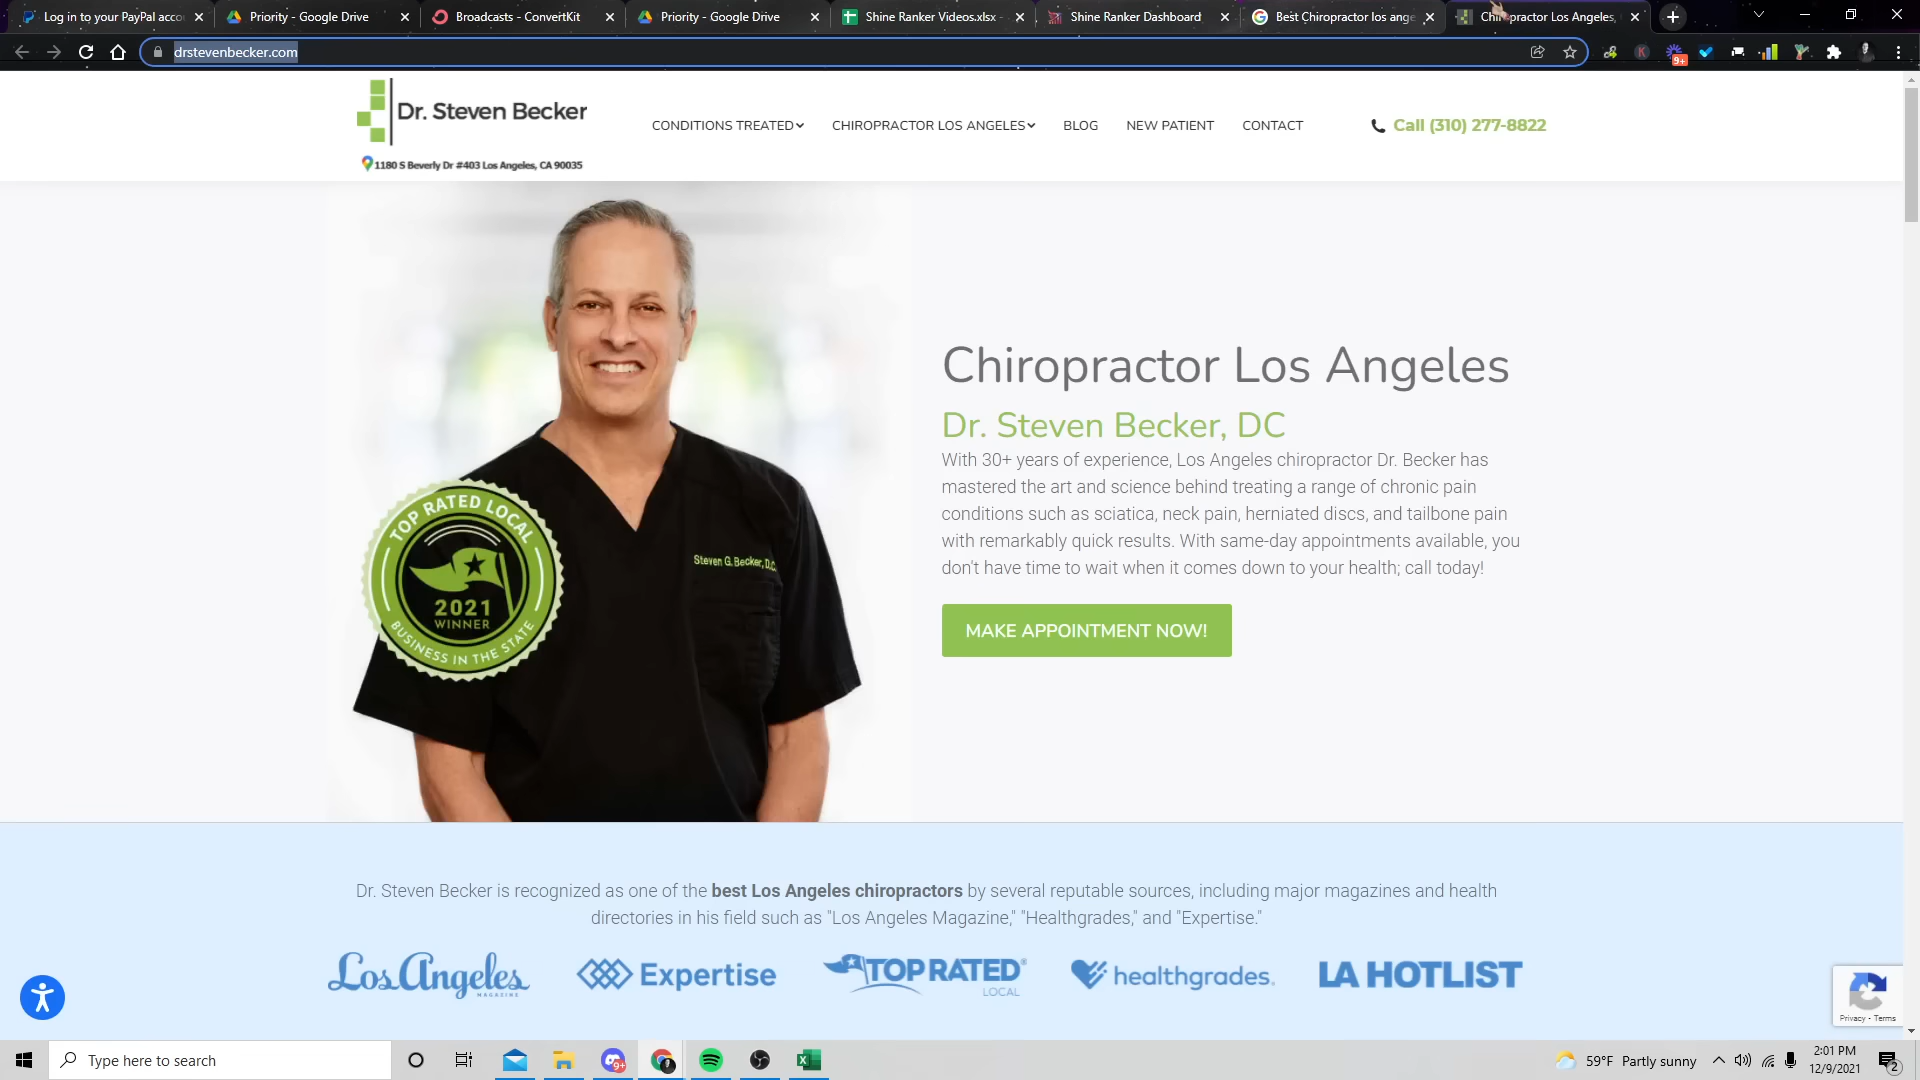 Log in to your PayPal acco
Priority - Google Drive
Broadcasts - ConvertKit
Priority - Google Drive
Shine Ranker Videos.xlsx -
Shine Ranker Dashboard
Best Chiropractor los ange
Chiropractor Los Angeles,
drstevenbecker.com
K
9+
Dr. Steven Becker
1180 S Beverly Dr #403 Los Angeles, CA 90035
CONDITIONS TREATED
CHIROPRACTOR LOS ANGELES
BLOG
NEW PATIENT
CONTACT
Call (310) 277-8822
Chiropractor Los Angeles
Dr. Steven Becker, DC
With 30+ years of experience, Los Angeles chiropractor Dr. Becker has
mastered the art and science behind treating a range of chronic pain
conditions such as sciatica, neck pain, herniated discs, and tailbone pain
with remarkably quick results. With same-day appointments available, you
don't have time to wait when it comes down to your health; call today!
MAKE APPOINTMENT NOW!
Steven G. Becker, D.C.
TOP RATED LOCAL
2021
WINNER
BUSINESS IN THE STATE
Dr. Steven Becker is recognized as one of the best Los Angeles chiropractors by several reputable sources, including major magazines and health
directories in his field such as "Los Angeles Magazine," "Healthgrades," and "Expertise."
Los Angeles
MAGAZINE
Expertise
TOP RATED®
LOCAL
healthgrades.
LA HOTLIST
Privacy - Terms
Type here to search
9+
59°F Partly sunny
2:01 PM
12/9/2021
2